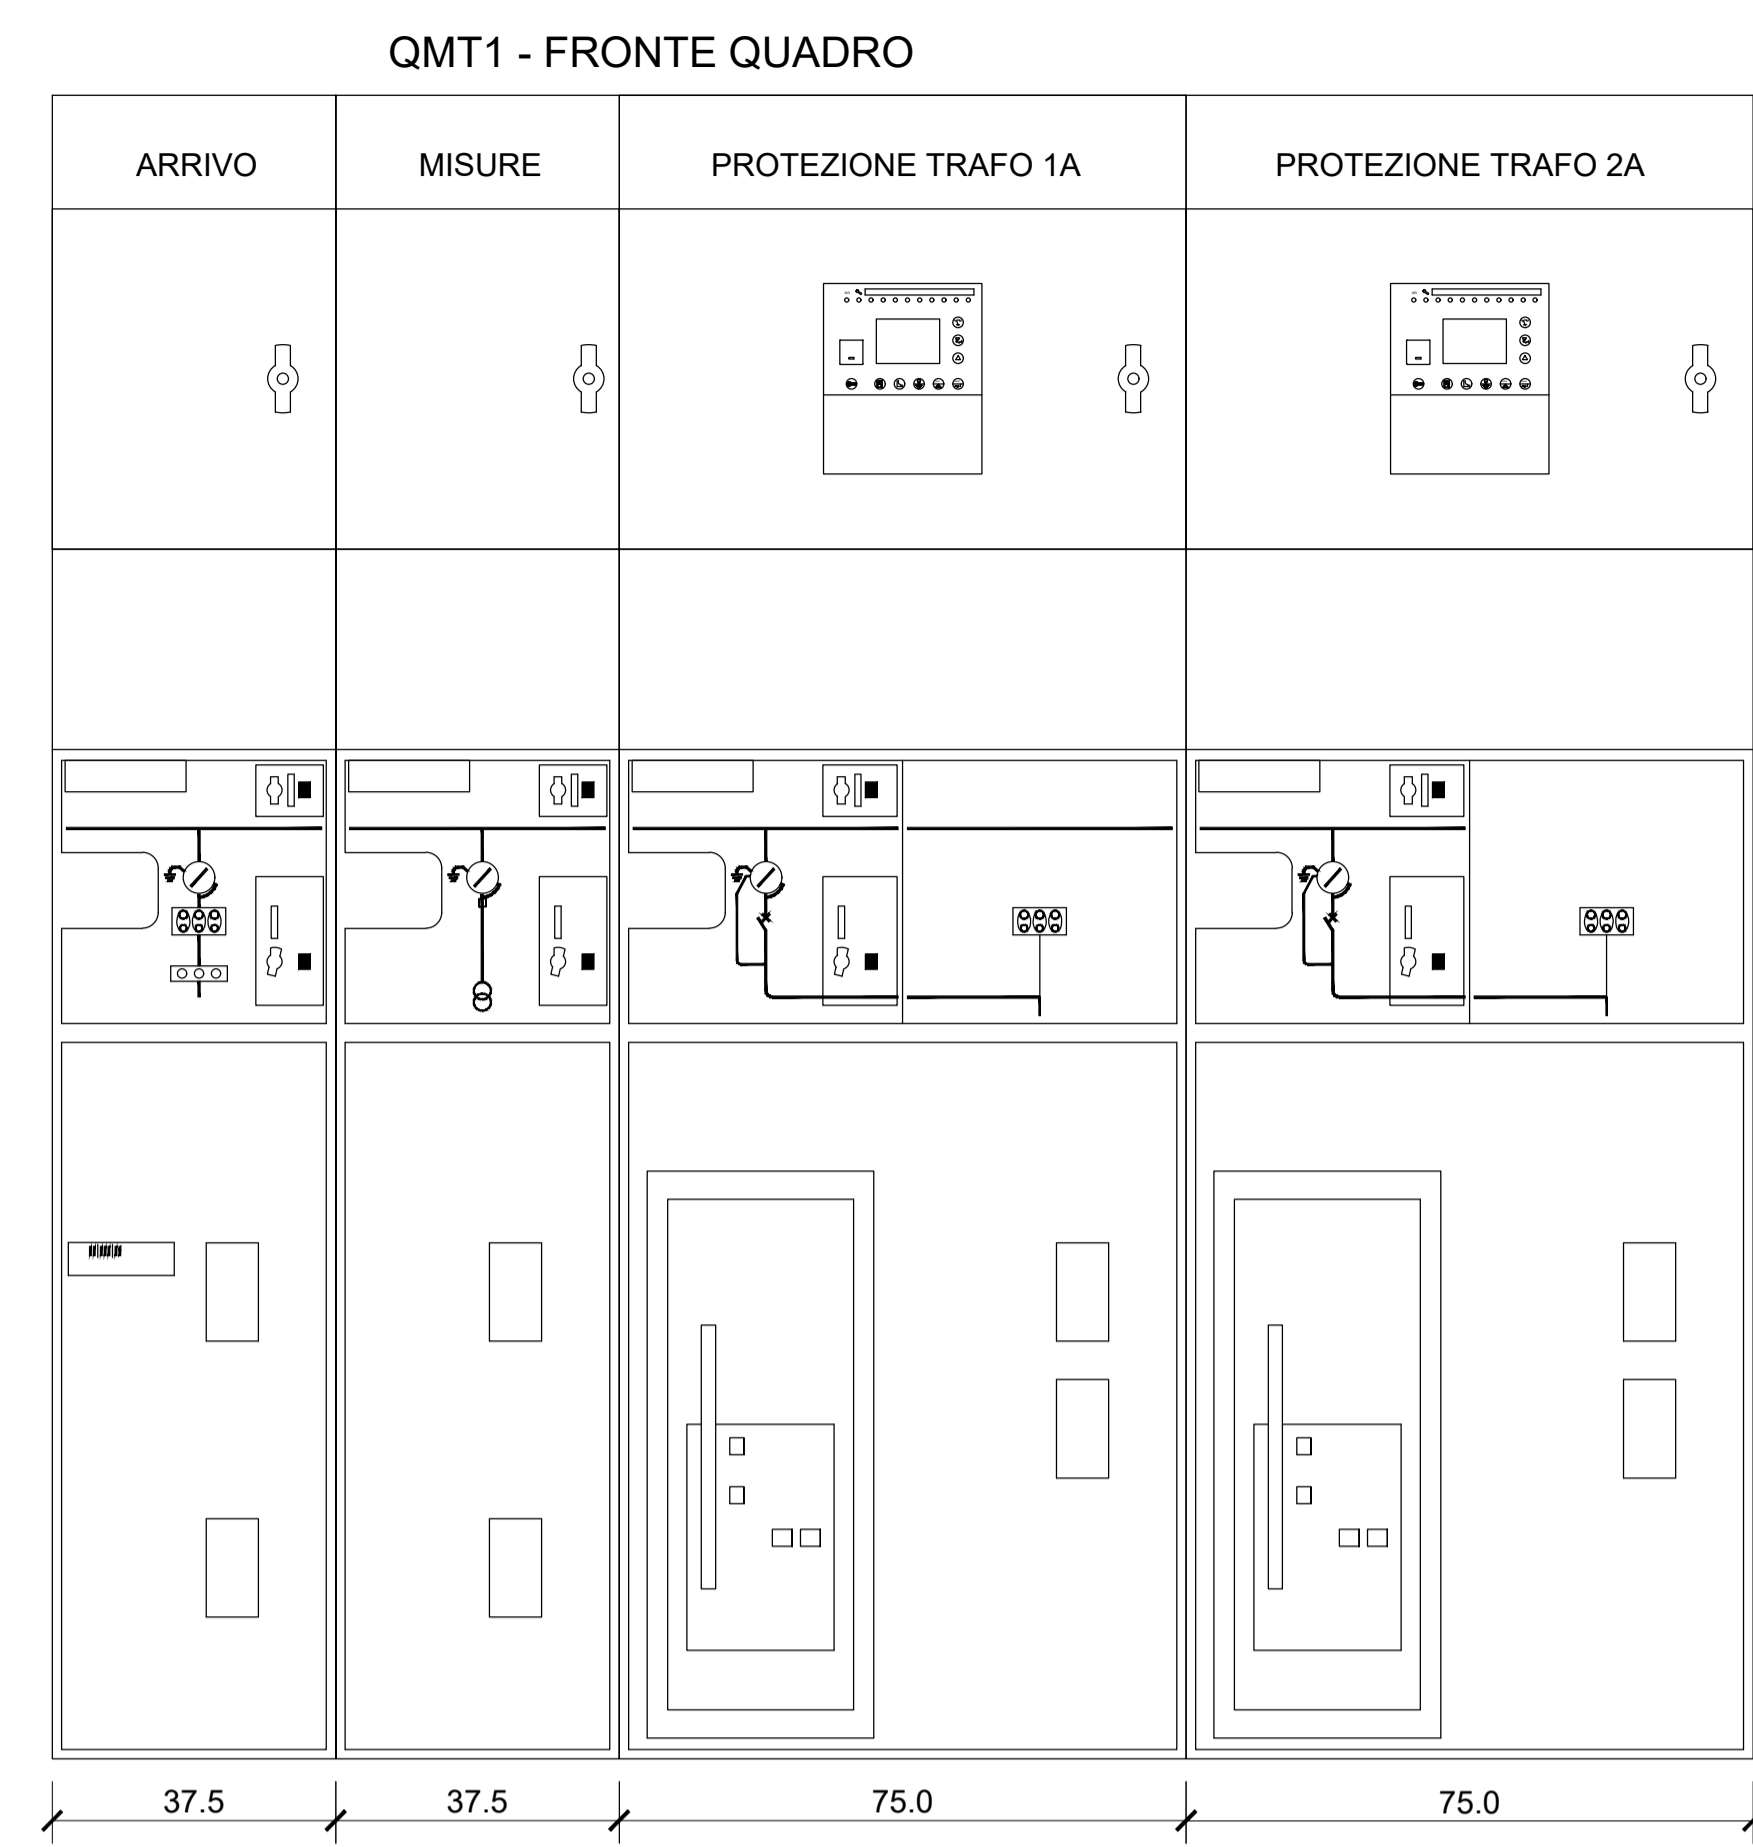 QMT1 - FRONTE QUADRO
ARRIVO
MISURE
PROTEZIONE TRAFO 1A
PROTEZIONE TRAFO 2A
37.5
37.5
75.0
75.0